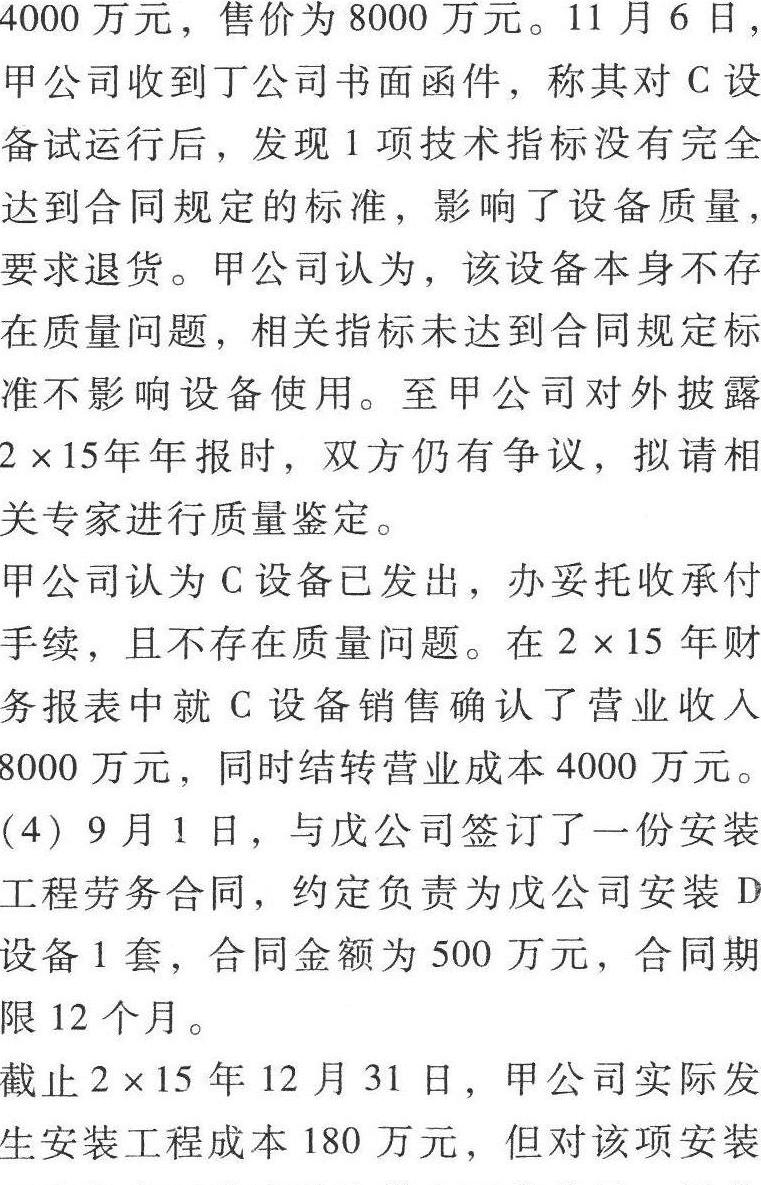 4000 万元，售价为 8000 万元。11 月 6 日，
甲公司收到丁公司书面函件，称其对 C 设
备试运行后，发现 1 项技术指标没有完全
达到合同规定的标准，影响了设备质量，
要求退货。甲公司认为，该设备本身不存
在质量问题，相关指标未达到合同规定标
准不影响设备使用。至甲公司对外披露
2×15年年报时，双方仍有争议，拟请相
关专家进行质量鉴定。
甲公司认为 C 设备已发出，办妥托收承付
手续，且不存在质量问题。在 2×15 年财
务报表中就 C 设备销售确认了营业收入
8000 万元，同时结转营业成本 4000 万元。
(4) 9 月 1 日，与戊公司签订了一份安装
工程劳务合同，约定负责为戊公司安装 D
设备 1 套，合同金额为 500 万元，合同期
限 12 个月。
截止 2×15 年 12 月 31 日，甲公司实际发
生安装工程成本 180 万元，但对该项安装